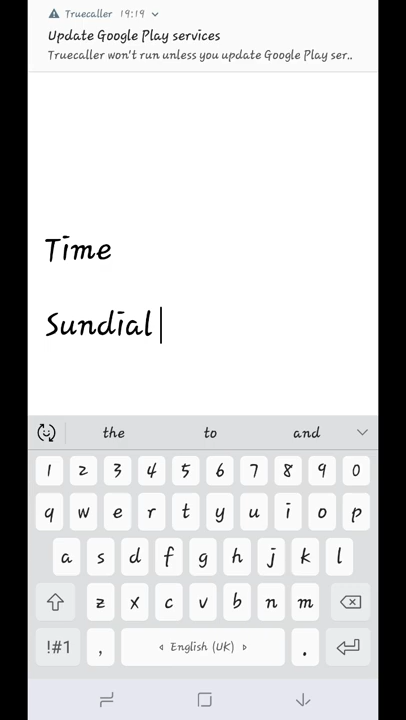 Truecaller 19:19
Update Google Play services
Truecaller won't run unless you update Google Play ser..
Time
Sundial
the to and
1 2 3 4 5 6 7 8 9 0
q w e r t y u i o p
a s d f g h j k l
z x c v b n m
!#1 , English (UK) .